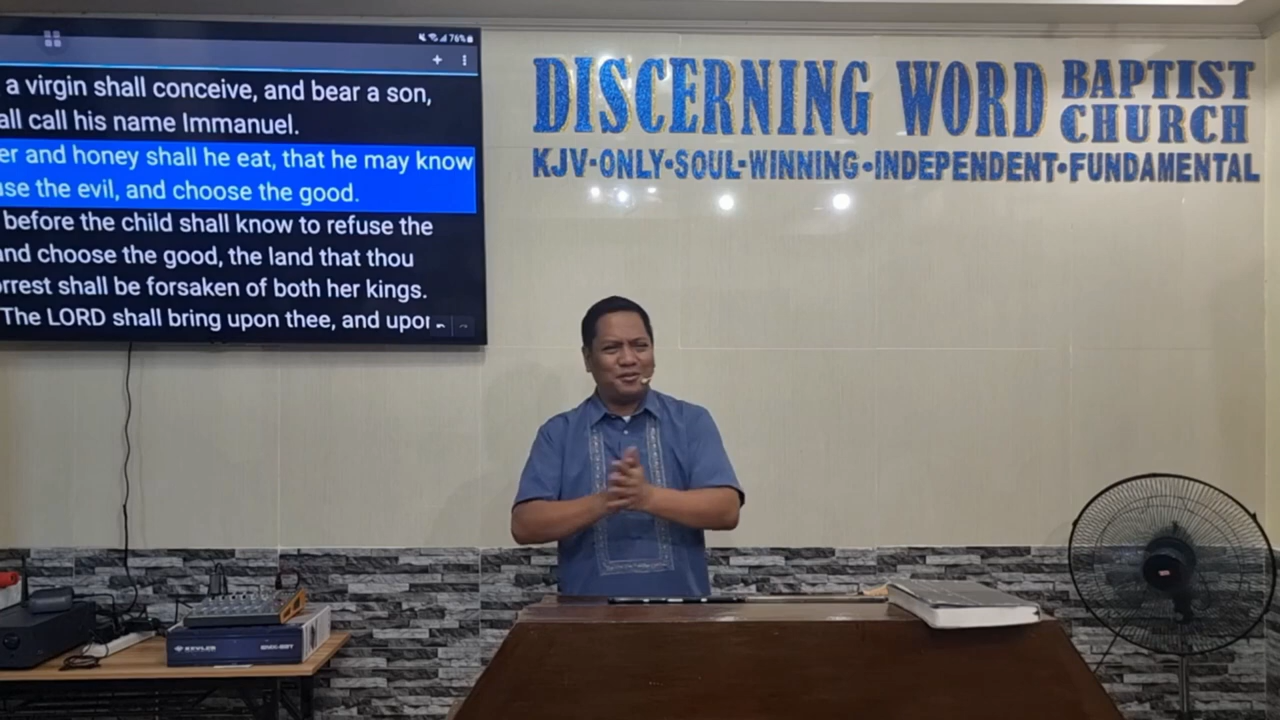 76%
a virgin shall conceive, and bear a son,
all call his name Immanuel.
er and honey shall he eat, that he may know
use the evil, and choose the good.
before the child shall know to refuse the
and choose the good, the land that thou
orrest shall be forsaken of both her kings.
The LORD shall bring upon thee, and upon
DISCERNING WORD BAPTIST CHURCH
KJV-ONLY•SOUL-WINNING•INDEPENDENT•FUNDAMENTAL
KEVLER